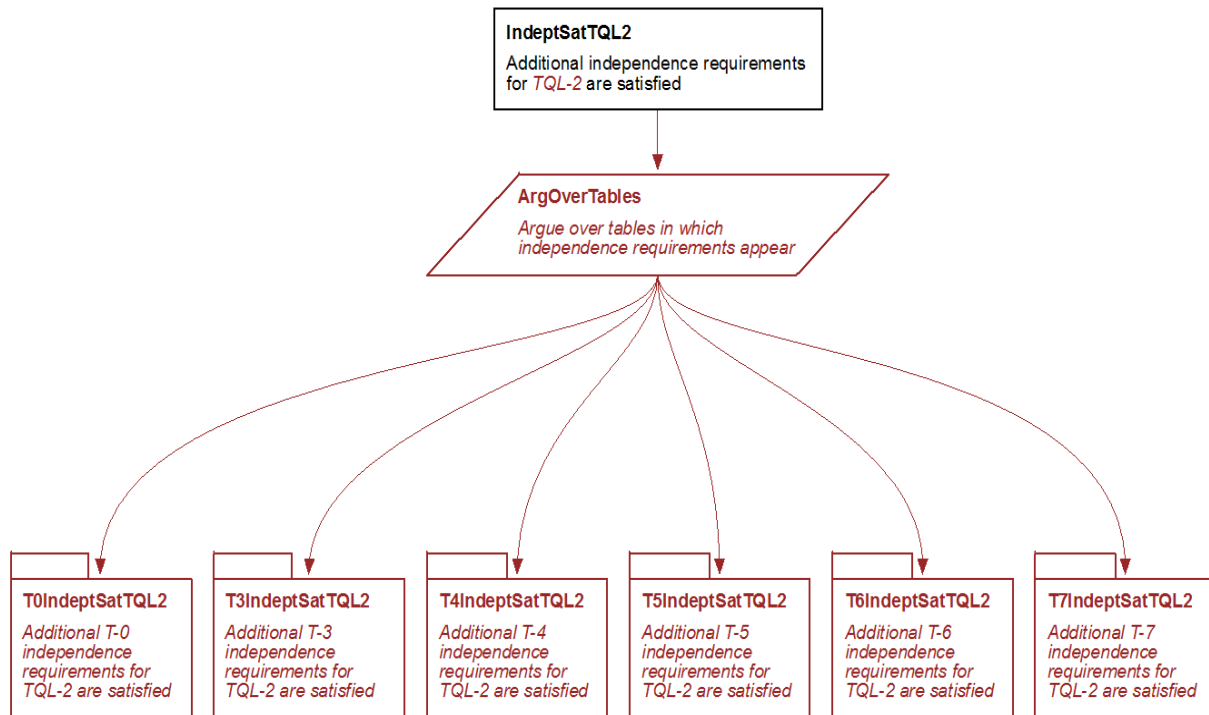 IndeptSatTQL2
Additional independence requirements
for TQL-2 are satisfied
ArgOverTables
Argue over tables in which
independence requirements appear
T0IndeptSatTQL2
Additional T-0
independence
requirements for
TQL-2 are satisfied
T3IndeptSatTQL2
Additional T-3
independence
requirements for
TQL-2 are satisfied
T4IndeptSatTQL2
Additional T-4
independence
requirements for
TQL-2 are satisfied
T5IndeptSatTQL2
Additional T-5
independence
requirements for
TQL-2 are satisfied
T6IndeptSatTQL2
Additional T-6
independence
requirements for
TQL-2 are satisfied
T7IndeptSatTQL2
Additional T-7
independence
requirements for
TQL-2 are satisfied